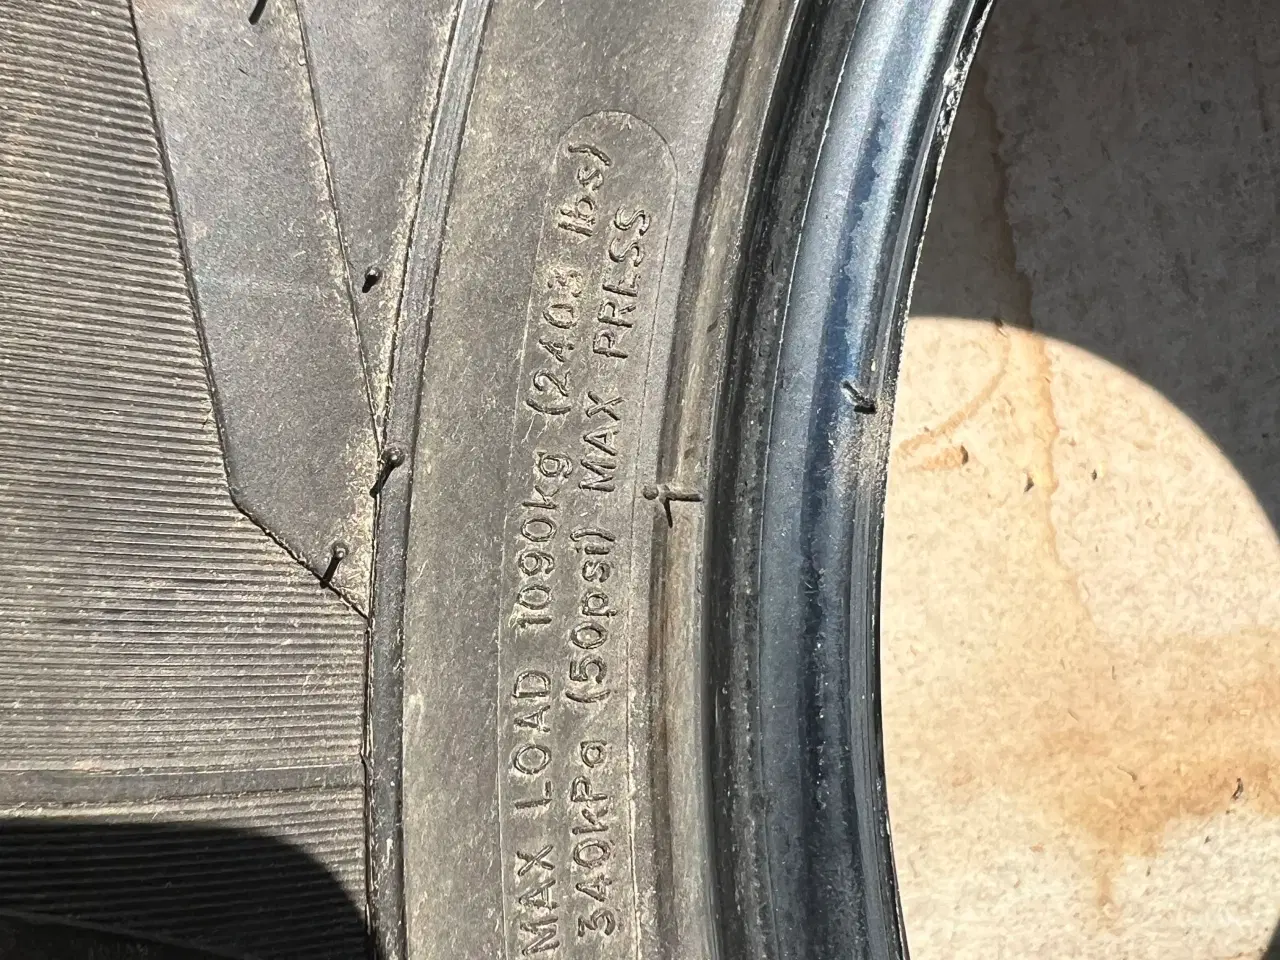 MAX LOAD 1090kg (2403 lbs)
340kPa (50psi) MAX PRESS